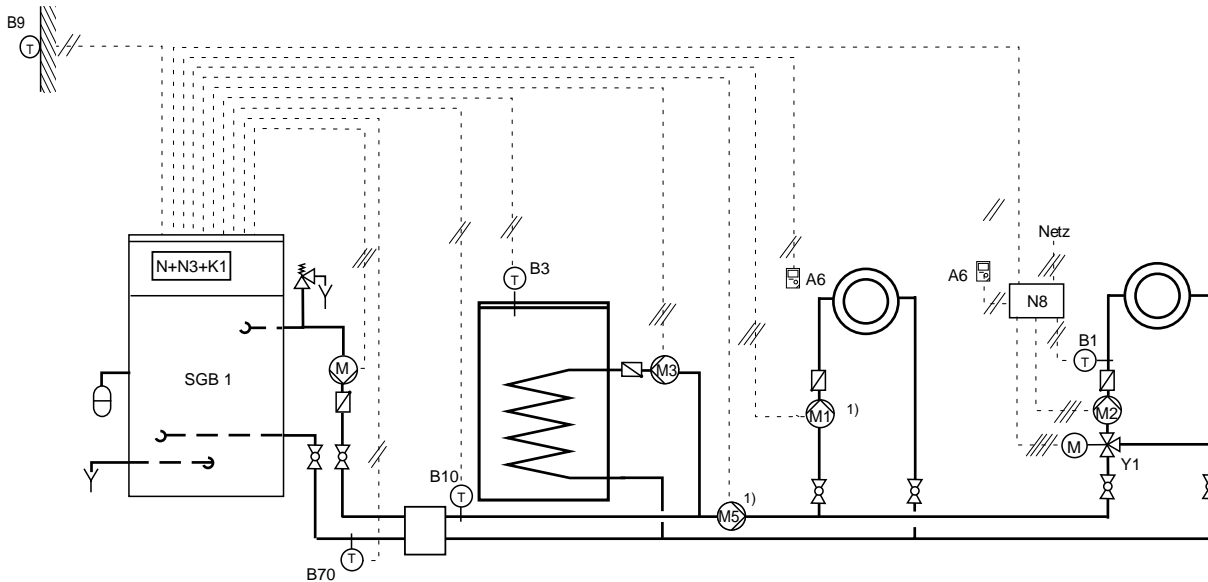 B9
T
N+N3+K1
SGB 1
M
B3
T
M3
B10
T
B70
T
M5
1)
A6
M1
1)
A6
Netz
N8
B1
T
M2
M
Y1